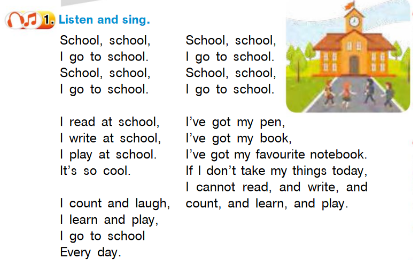 1. Listen and sing.
School, school,
I go to school.
School, school,
I go to school.
I read at school,
I write at school,
I play at school.
It's so cool.
I count and laugh,
I learn and play,
I go to school
Every day.
School, school,
I go to school.
School, school,
I go to school.
I've got my pen,
I've got my book,
I've got my favourite notebook.
If I don't take my things today,
I cannot read, and write, and
count, and learn, and play.